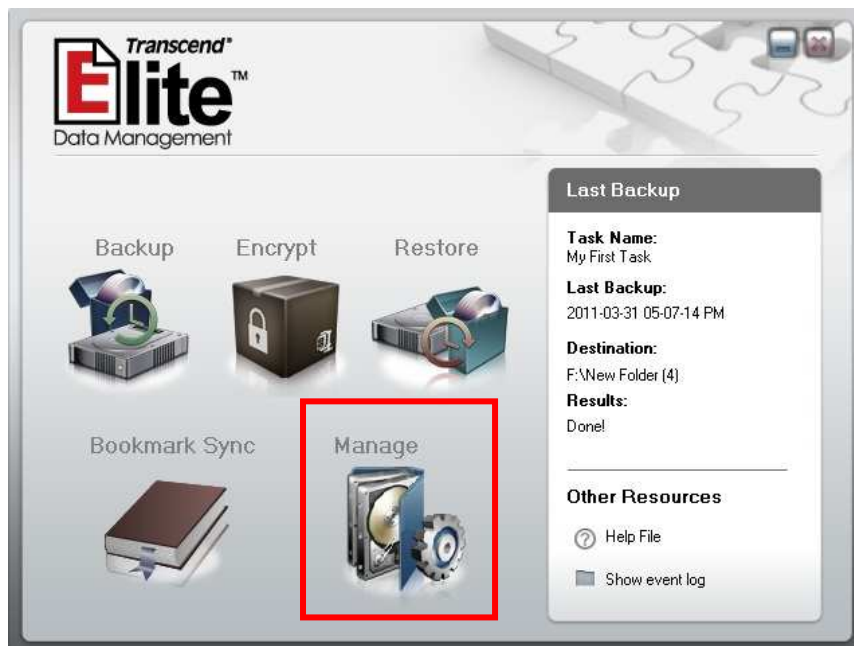 Transcend®
Elite™
Data Management
Last Backup
Backup
Encrypt
Restore
Task Name:
My First Task
Last Backup:
2011-03-31 05-07-14 PM
Destination:
F:\New Folder (4)
Results:
Done!
Bookmark Sync
Manage
Other Resources
Help File
Show event log